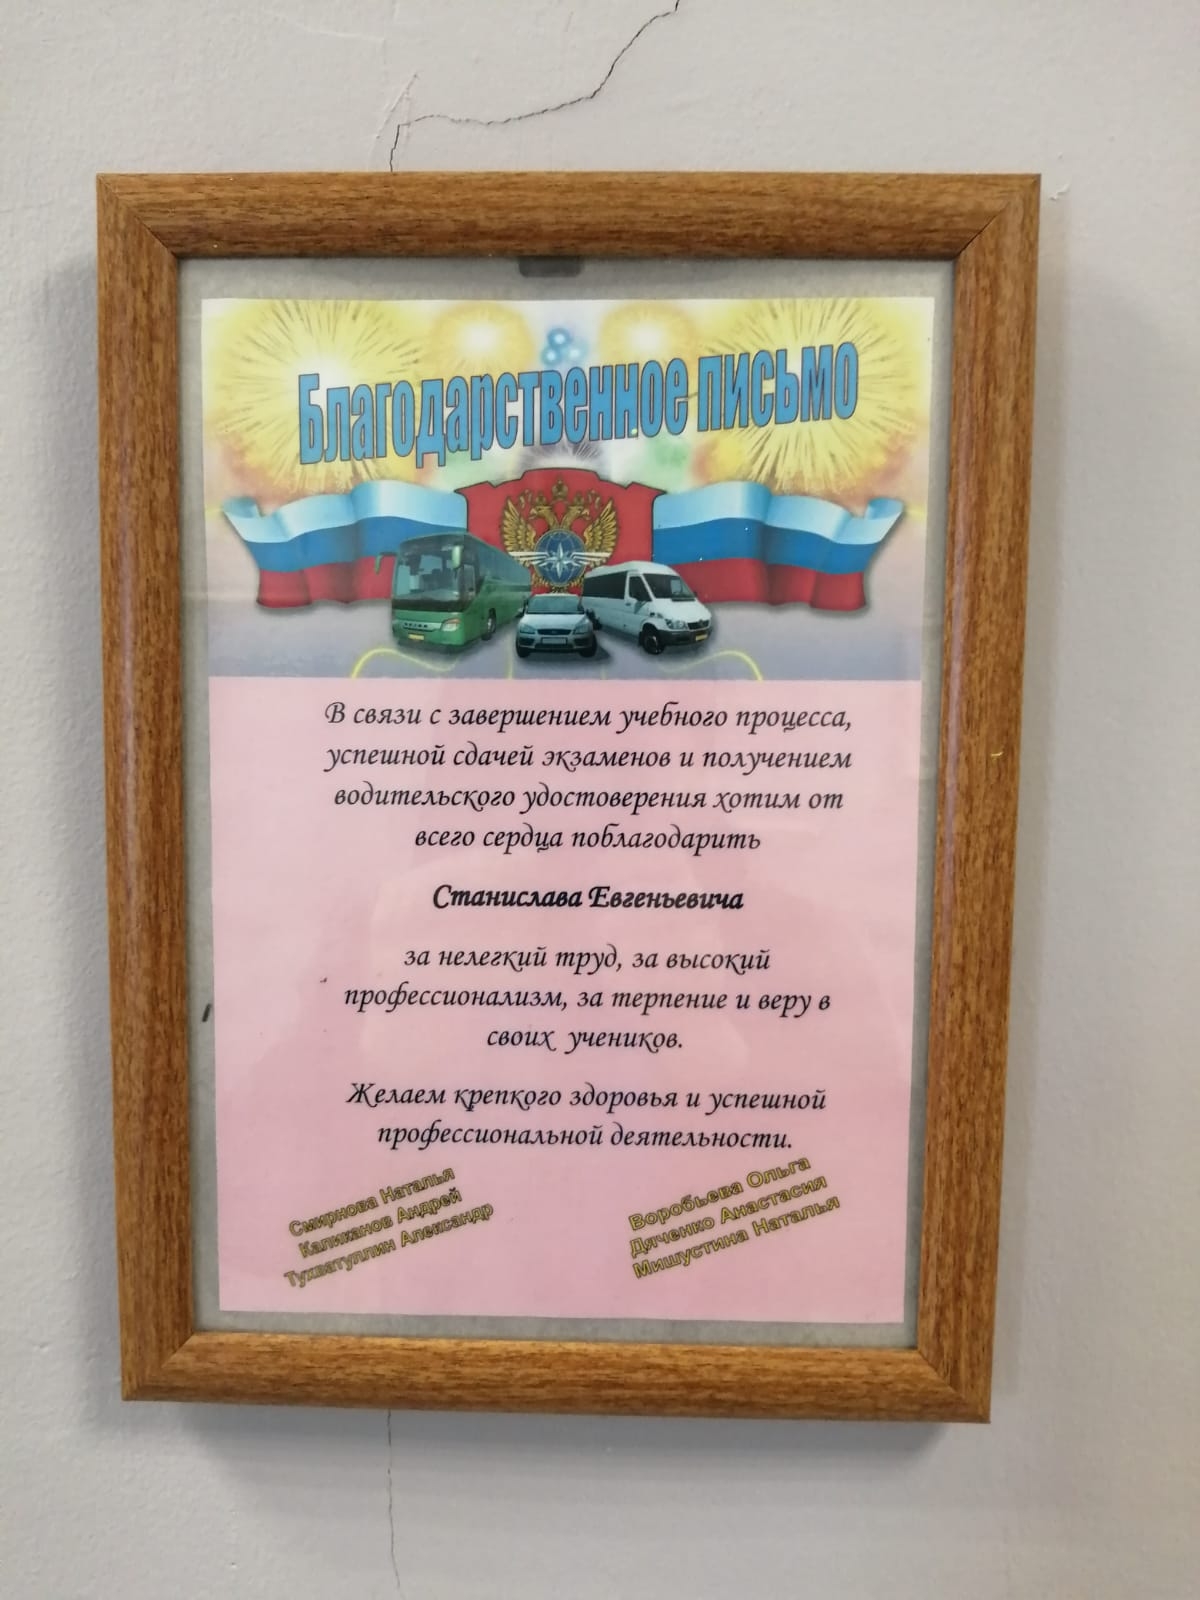 Благодарственное письмо
В связи с завершением учебного процесса,
успешной сдачей экзаменов и получением
водительского удостоверения хотим от
всего сердца поблагодарить
Станислава Евгеньевича
за нелегкий труд, за высокий
профессионализм, за терпение и веру в
своих учеников.
Желаем крепкого здоровья и успешной
профессиональной деятельности.
Смирнова Наталья
Каликанов Андрей
Тухватуллин Александр
Воробьева Ольга
Дяченко Анастасия
Мишустина Наталья